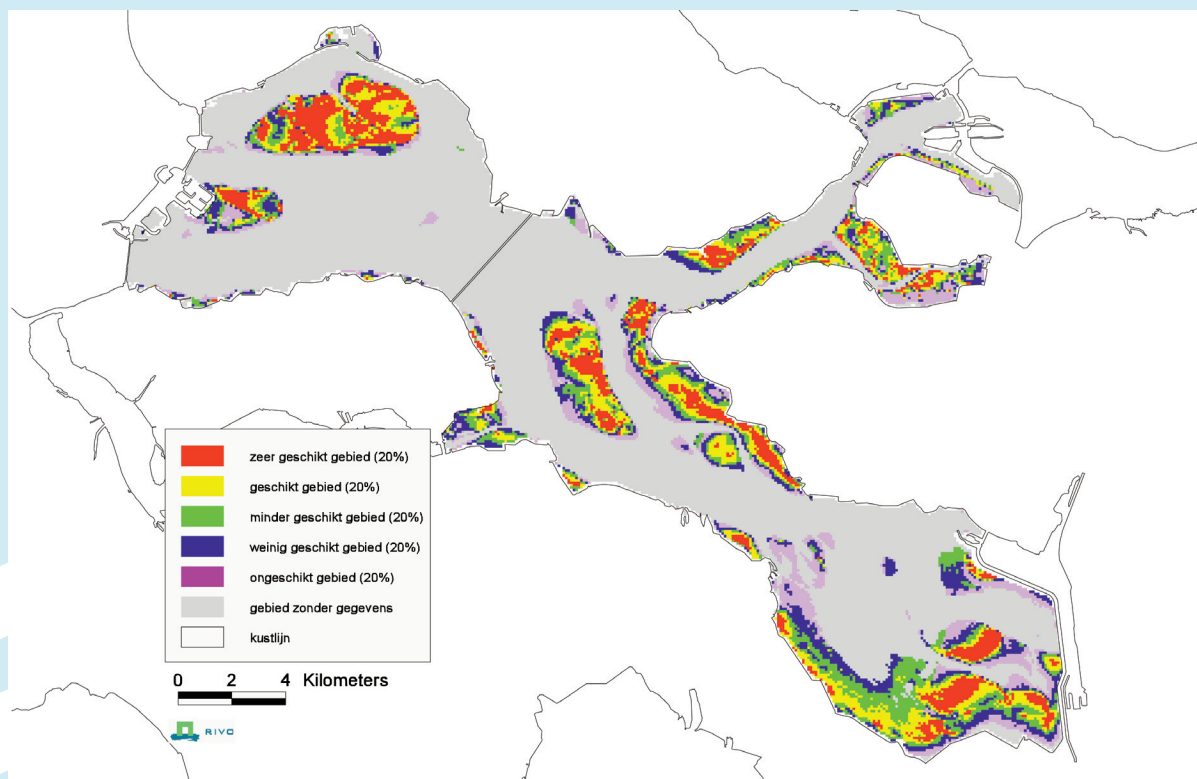 zeer geschikt gebied (20%)
geschikt gebied (20%)
minder geschikt gebied (20%)
weinig geschikt gebied (20%)
ongeschikt gebied (20%)
gebied zonder gegevens
kustlijn
0 2 4 Kilometers
RIVO